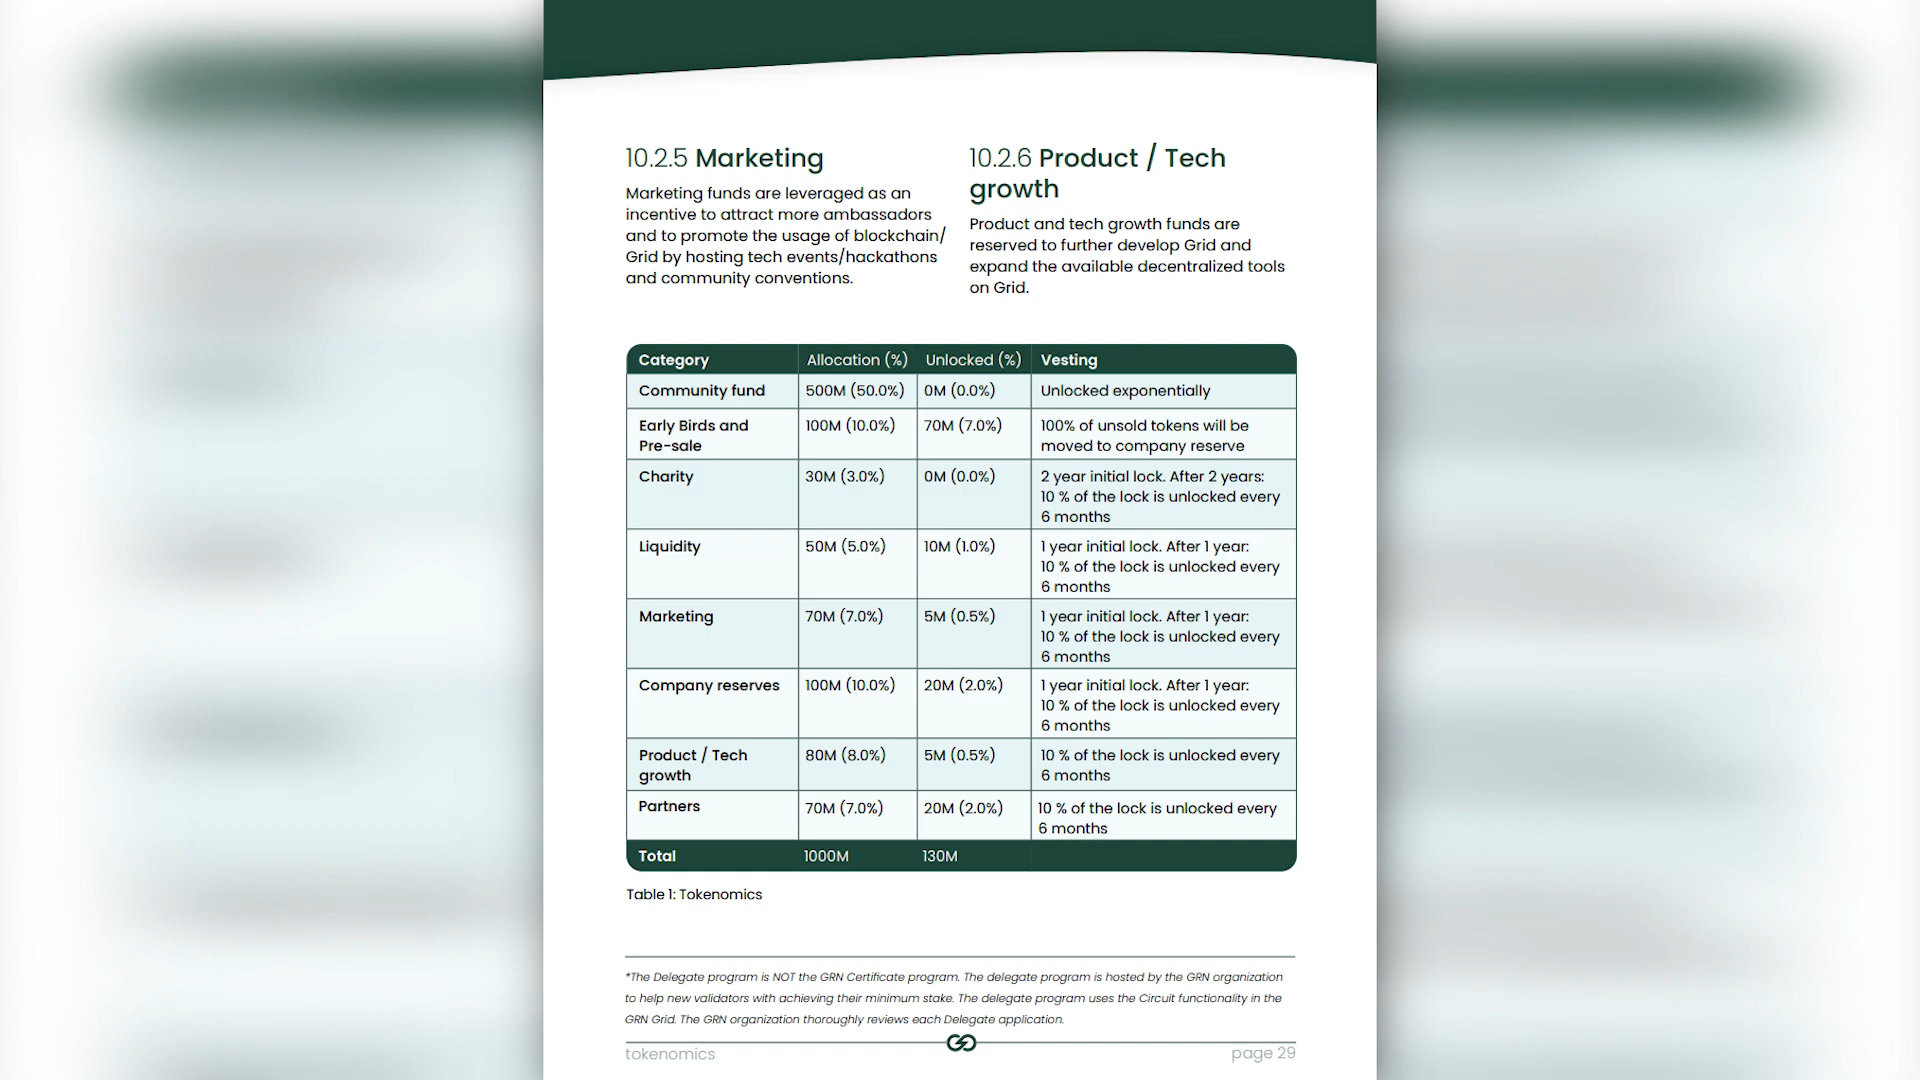 10.2.5 Marketing
Marketing funds are leveraged as an
incentive to attract more ambassadors
and to promote the usage of blockchain/
Grid by hosting tech events/hackathons
and community conventions.
10.2.6 Product / Tech
growth
Product and tech growth funds are
reserved to further develop Grid and
expand the available decentralized tools
on Grid.
Category Allocation (%) Unlocked (%) Vesting
Community fund 500M (50.0%) 0M (0.0%) Unlocked exponentially
Early Birds and 100M (10.0%) 70M (7.0%) 100% of unsold tokens will be
Pre-sale moved to company reserve
Charity 30M (3.0%) 0M (0.0%) 2 year initial lock. After 2 years:
10 % of the lock is unlocked every
6 months
Liquidity 50M (5.0%) 10M (1.0%) 1 year initial lock. After 1 year:
10 % of the lock is unlocked every
6 months
Marketing 70M (7.0%) 5M (0.5%) 1 year initial lock. After 1 year:
10 % of the lock is unlocked every
6 months
Company reserves 100M (10.0%) 20M (2.0%) 1 year initial lock. After 1 year:
10 % of the lock is unlocked every
6 months
Product / Tech 80M (8.0%) 5M (0.5%) 10 % of the lock is unlocked every
growth 6 months
Partners 70M (7.0%) 20M (2.0%) 10 % of the lock is unlocked every
6 months
Total 1000M 130M
Table 1: Tokenomics
*The Delegate program is NOT the GRN Certificate program. The delegate program is hosted by the GRN organization
to help new validators with achieving their minimum stake. The delegate program uses the Circuit functionality in the
GRN Grid. The GRN organization thoroughly reviews each Delegate application.
tokenomics page 29